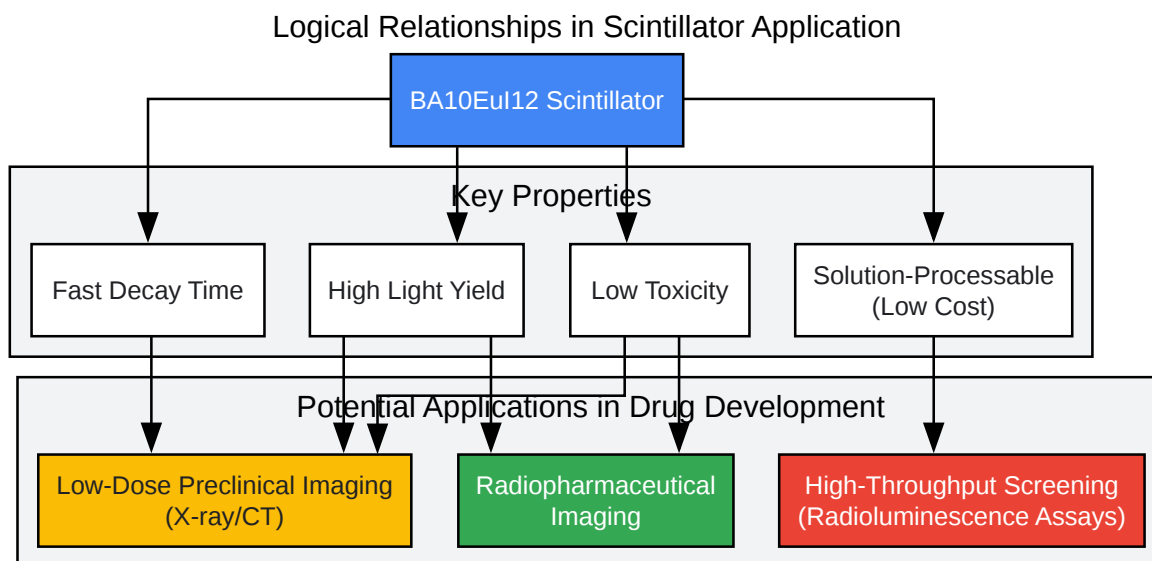 Logical Relationships in Scintillator Application
BA10EuI12 Scintillator
Key Properties
Fast Decay Time
High Light Yield
Low Toxicity
Solution-Processable
(Low Cost)
Potential Applications in Drug Development
Low-Dose Preclinical Imaging
(X-ray/CT)
Radiopharmaceutical
Imaging
High-Throughput Screening
(Radioluminescence Assays)